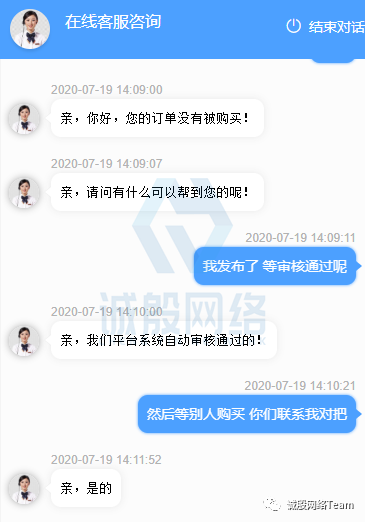 在线客服咨询
结束对话
2020-07-19 14:09:00
亲，你好，您的订单没有被购买！
2020-07-19 14:09:07
亲，请问有什么可以帮到您的呢！
2020-07-19 14:09:11
我发布了 等审核通过呢
诚殷网络
2020-07-19 14:10:00
亲，我们平台系统自动审核通过的！
2020-07-19 14:10:21
然后等别人购买 你们联系我对把
2020-07-19 14:11:52
亲，是的
诚殷网络Team